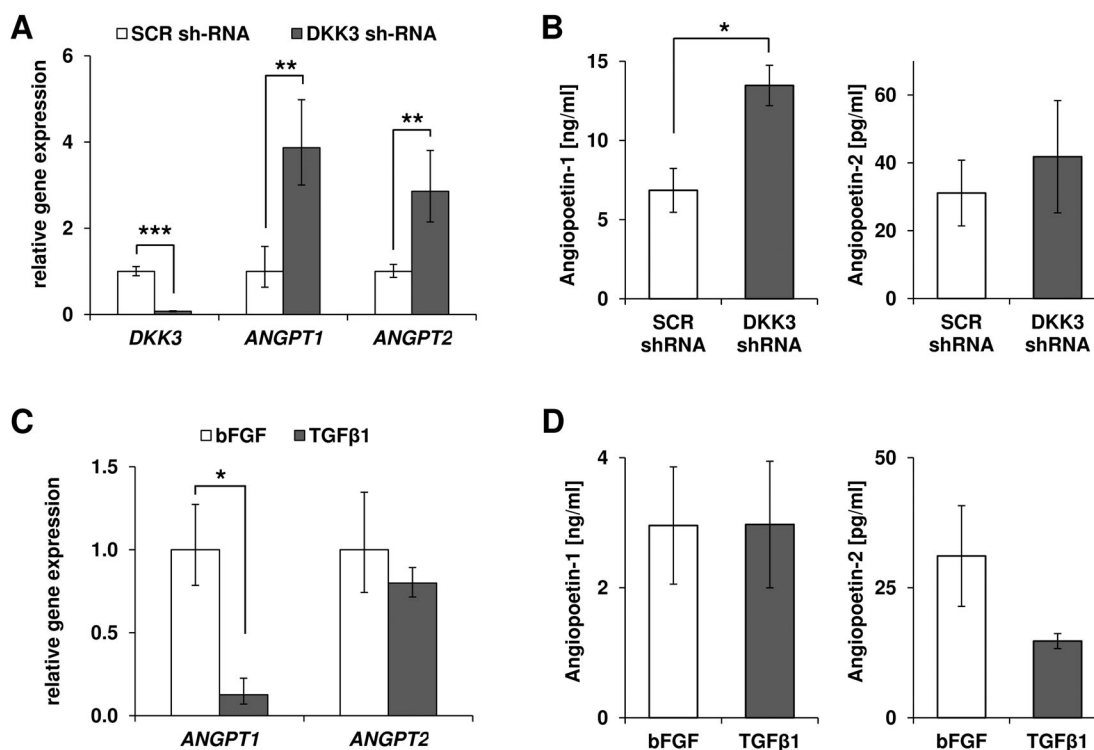 A
SCR sh-RNA DKK3 sh-RNA
relative gene expression
6
4
2
0
***
**
**
DKK3 ANGPT1 ANGPT2
B
Angiopoetin-1 [ng/ml]
15
10
5
0
*
SCR shRNA
DKK3 shRNA
Angiopoetin-2 [pg/ml]
60
40
20
0
SCR shRNA
DKK3 shRNA
C
bFGF TGFβ1
relative gene expression
1.5
1.0
0.5
0.0
*
ANGPT1 ANGPT2
D
Angiopoetin-1 [ng/ml]
4
2
0
bFGF TGFβ1
Angiopoetin-2 [pg/ml]
50
25
0
bFGF TGFβ1